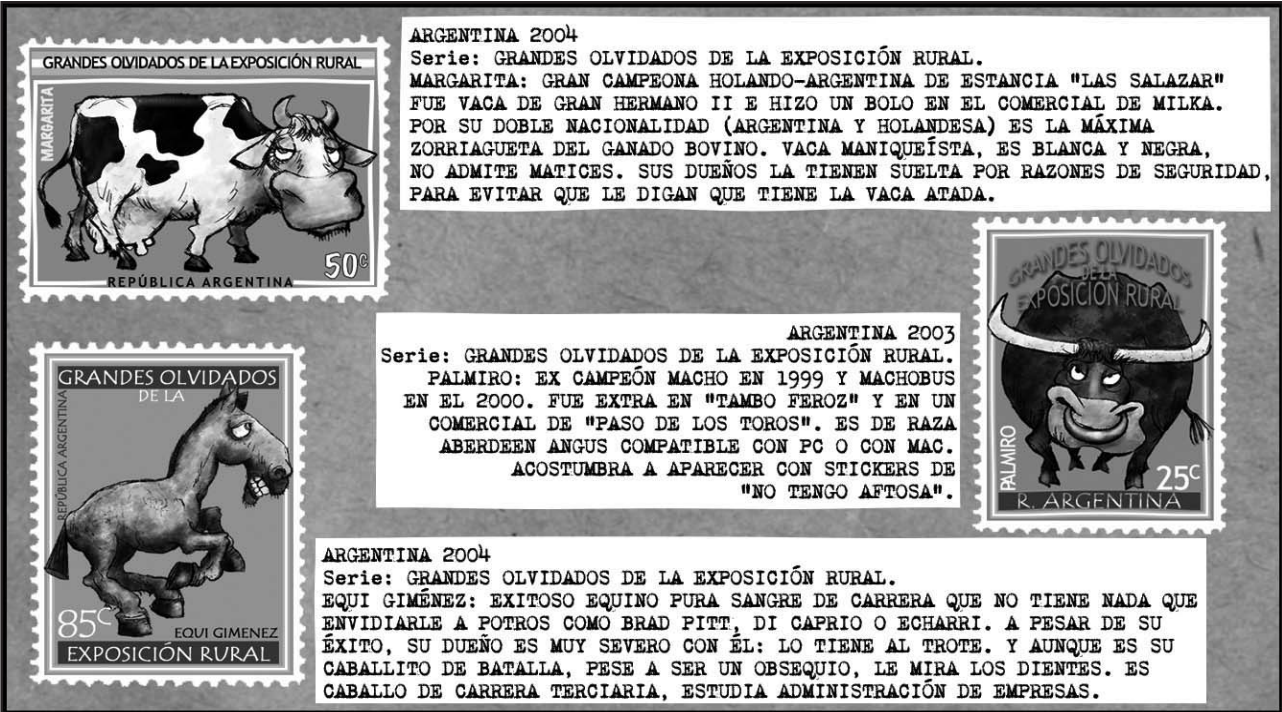 GRANDES OLVIDADOS DE LA EXPOSICIÓN RURAL
MARGARITA
50c
REPÚBLICA ARGENTINA
ARGENTINA 2004
Serie: GRANDES OLVIDADOS DE LA EXPOSICIÓN RURAL.
MARGARITA: GRAN CAMPEONA HOLANDO-ARGENTINA DE ESTANCIA "LAS SALAZAR"
FUE VACA DE GRAN HERMANO II E HIZO UN BOLO EN EL COMERCIAL DE MILKA.
POR SU DOBLE NACIONALIDAD (ARGENTINA Y HOLANDESA) ES LA MÁXIMA
ZORRIAGUETA DEL GANADO BOVINO. VACA MANIQUEÍSTA, ES BLANCA Y NEGRA,
NO ADMITE MATICES. SUS DUEÑOS LA TIENEN SUELTA POR RAZONES DE SEGURIDAD,
PARA EVITAR QUE LE DIGAN QUE TIENE LA VACA ATADA.
GRANDES OLVIDADOS
DE LA
EXPOSICIÓN RURAL
PALMIRO
25c
R. ARGENTINA
ARGENTINA 2003
Serie: GRANDES OLVIDADOS DE LA EXPOSICIÓN RURAL.
PALMIRO: EX CAMPEÓN MACHO EN 1999 Y MACHOBUS
EN EL 2000. FUE EXTRA EN "TAMBO FEROZ" Y EN UN
COMERCIAL DE "PASO DE LOS TOROS". ES DE RAZA
ABERDEEN ANGUS COMPATIBLE CON PC O CON MAC.
ACOSTUMBRA A APARECER CON STICKERS DE
"NO TENGO AFTOSA".
GRANDES OLVIDADOS
DE LA
REPÚBLICA ARGENTINA
85c
EQUI GIMENEZ
EXPOSICIÓN RURAL
ARGENTINA 2004
Serie: GRANDES OLVIDADOS DE LA EXPOSICIÓN RURAL.
EQUI GIMÉNEZ: EXITOSO EQUINO PURA SANGRE DE CARRERA QUE NO TIENE NADA QUE
ENVIDIARLE A POTROS COMO BRAD PITT, DI CAPRIO O ECHARRI. A PESAR DE SU
ÉXITO, SU DUEÑO ES MUY SEVERO CON ÉL: LO TIENE AL TROTE. Y AUNQUE ES SU
CABALLITO DE BATALLA, PESE A SER UN OBSEQUIO, LE MIRA LOS DIENTES. ES
CABALLO DE CARRERA TERCIARIA, ESTUDIA ADMINISTRACIÓN DE EMPRESAS.